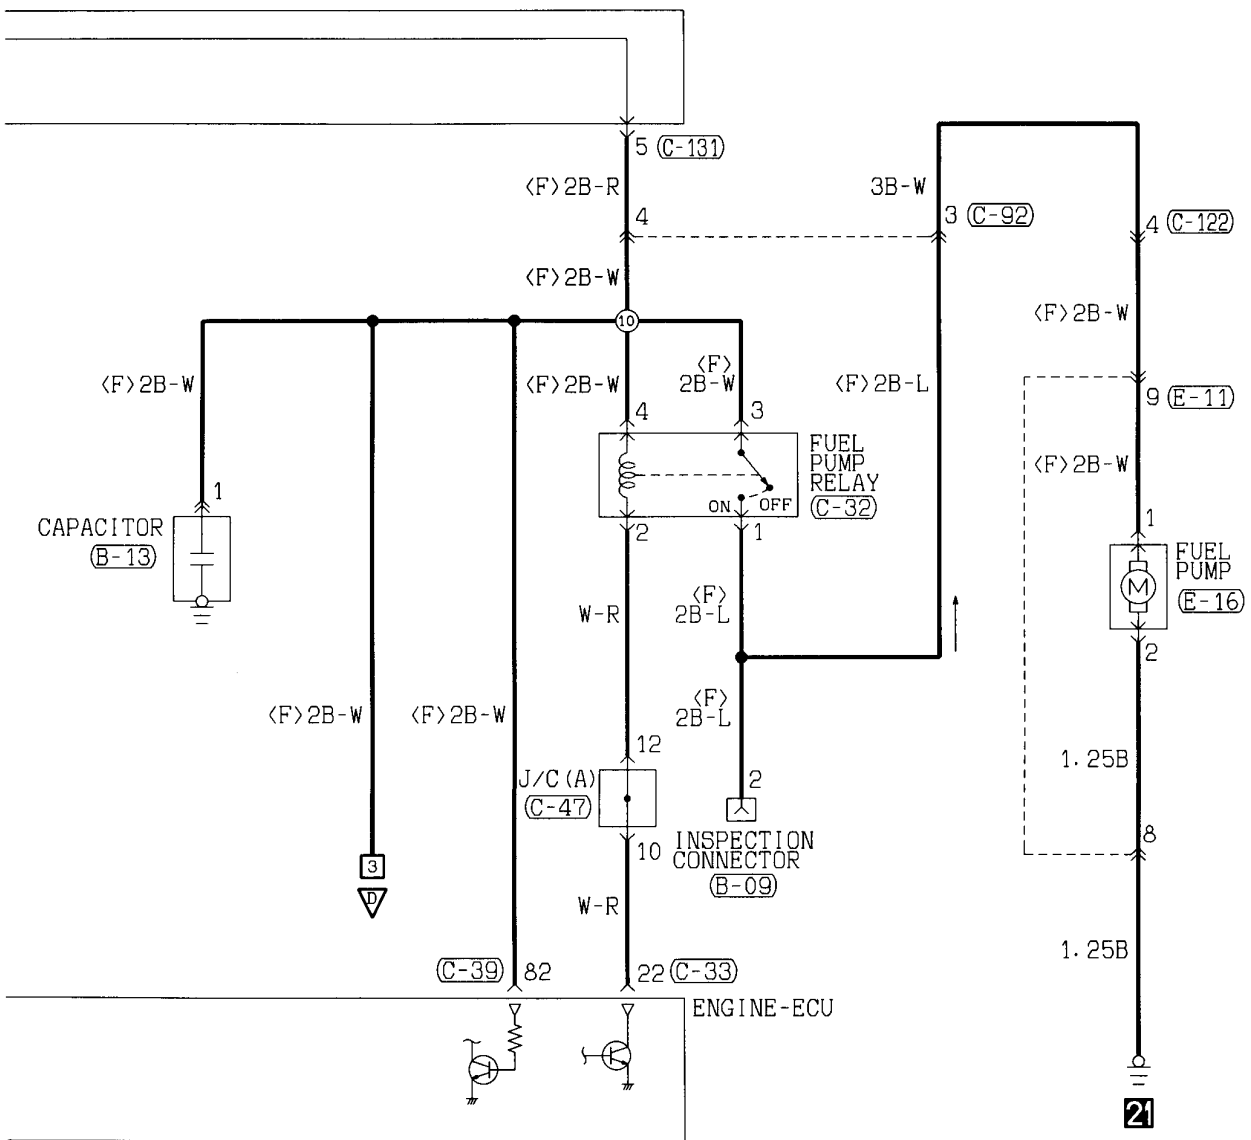 5 (C-131)
<F>2B-R
3B-W
4
3 (C-92)
4 (C-122)
<F>2B-W
<F>2B-W
10
<F>2B-W
<F>2B-W
<F>
2B-W
<F>2B-L
9 (E-11)
4
3
FUEL
PUMP
RELAY
(C-32)
<F>2B-W
ON
OFF
1
CAPACITOR
(B-13)
2
1
1
FUEL
PUMP
(E-16)
M
W-R
<F>
2B-L
2
<F>2B-W
<F>2B-W
<F>
2B-L
12
J/C(A)
(C-47)
2
1.25B
10
INSPECTION
CONNECTOR
(B-09)
8
3
D
W-R
1.25B
(C-39) 82
22 (C-33)
ENGINE-ECU
21